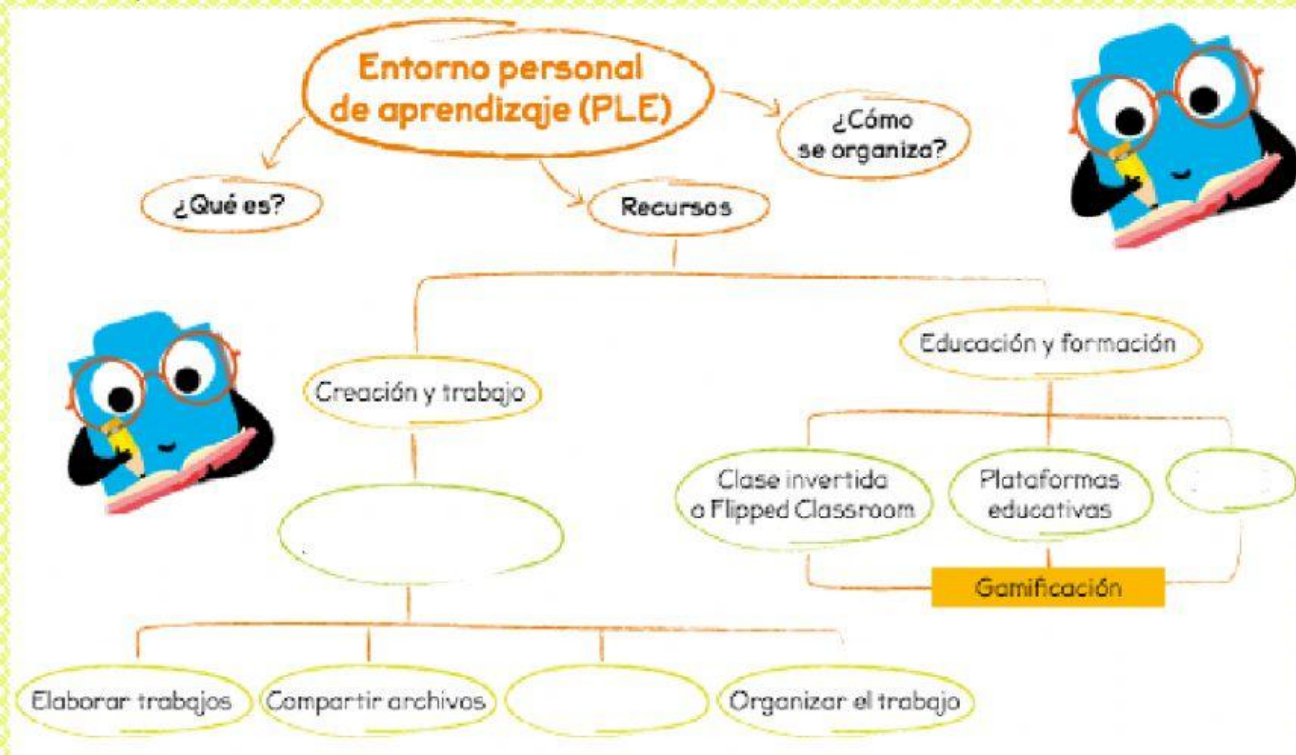 Entorno personal
de aprendizaje (PLE)
¿Cómo
se organiza?
¿Qué es?
Recursos
Educación y formación
Creación y trabajo
Clase invertida
o Flipped Classroom
Plataformas
educativas
Gamificación
Elaborar trabajos
Compartir archivos
Organizar el trabajo